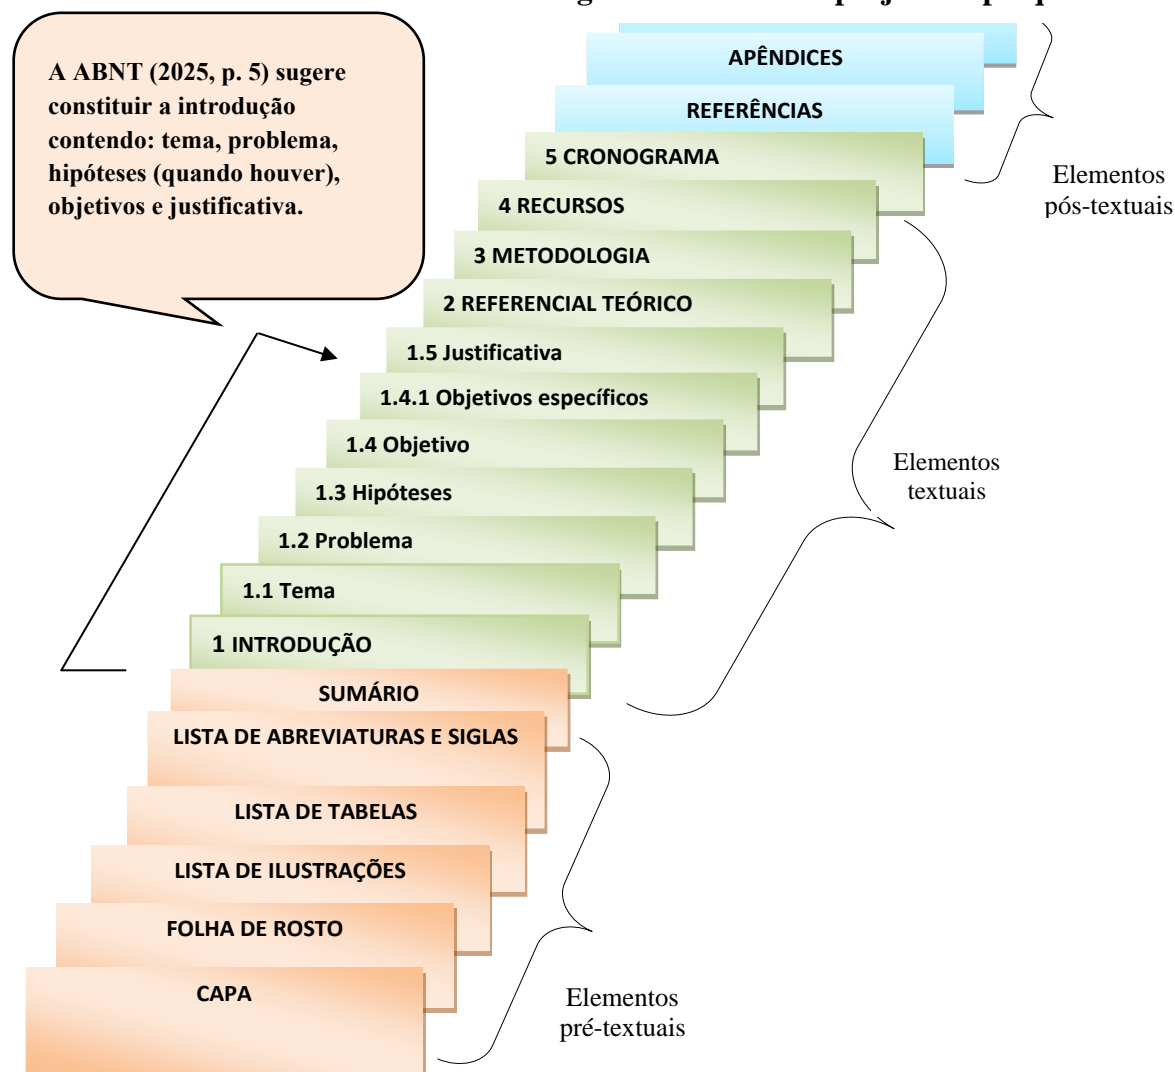 A ABNT (2025, p. 5) sugere
constituir a introdução
contendo: tema, problema,
hipóteses (quando houver),
objetivos e justificativa.
APÊNDICES
REFERÊNCIAS
5 CRONOGRAMA
4 RECURSOS
3 METODOLOGIA
2 REFERENCIAL TEÓRICO
1.5 Justificativa
1.4.1 Objetivos específicos
1.4 Objetivo
1.3 Hipóteses
1.2 Problema
1.1 Tema
1 INTRODUÇÃO
SUMÁRIO
LISTA DE ABREVIATURAS E SIGLAS
LISTA DE TABELAS
LISTA DE ILUSTRAÇÕES
FOLHA DE ROSTO
CAPA
Elementos
pós-textuais
Elementos
textuais
Elementos
pré-textuais